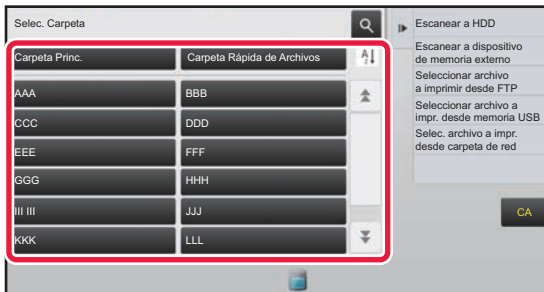 Selec. Carpeta
Carpeta Princ.
Carpeta Rápida de Archivos
AAA
BBB
CCC
DDD
EEE
FFF
GGG
HHH
III III
JJJ
KKK
LLL
Escanear a HDD
Escanear a dispositivo
de memoria externo
Seleccionar archivo
a imprimir desde FTP
Seleccionar archivo a
impr. desde memoria USB
Selec. archivo a impr.
desde carpeta de red
CA